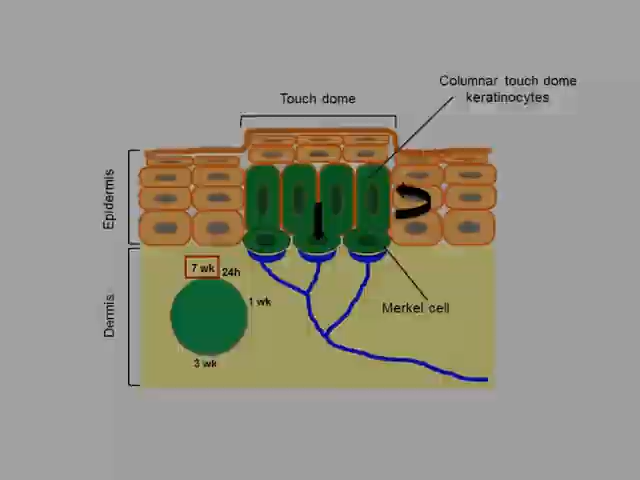 Columnar touch dome
keratinocytes
Touch dome
Epidermis
Dermis
7 wk
24h
1 wk
3 wk
Merkel cell